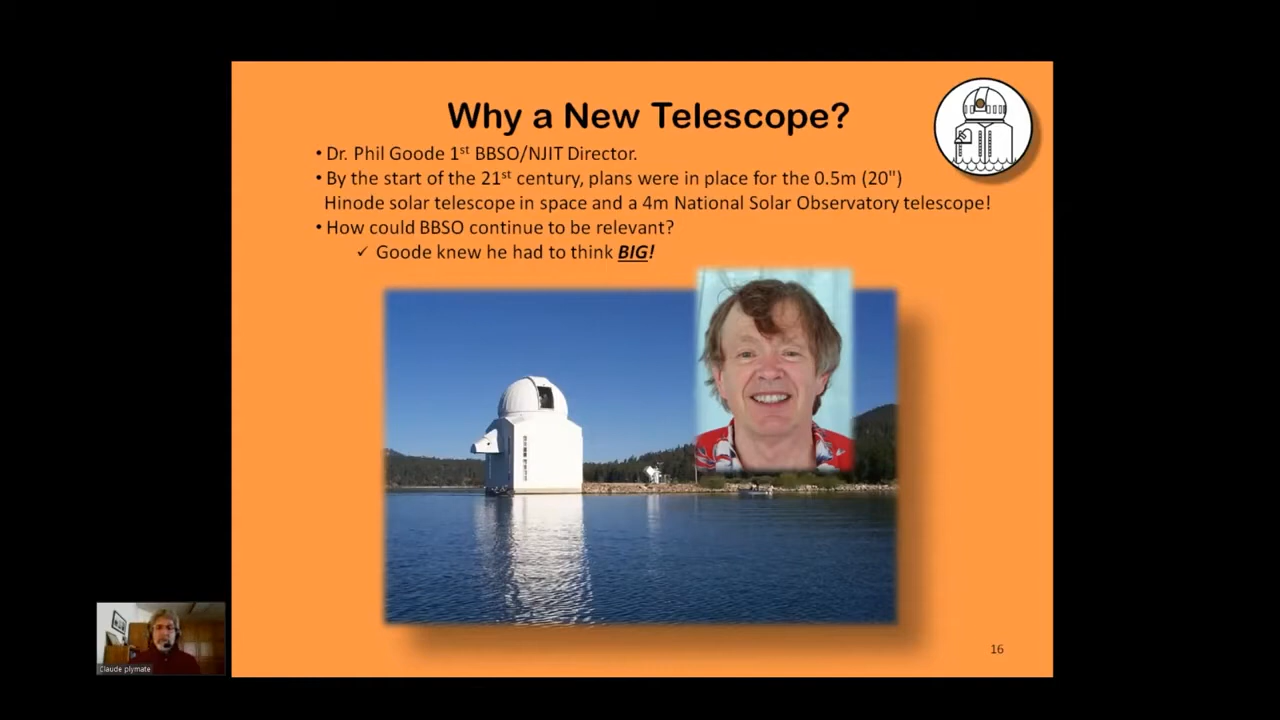 Why a New Telescope?
• Dr. Phil Goode 1st BBSO/NJIT Director.
• By the start of the 21st century, plans were in place for the 0.5m (20")
Hinode solar telescope in space and a 4m National Solar Observatory telescope!
• How could BBSO continue to be relevant?
✓ Goode knew he had to think BIG!
Claude plymate
16